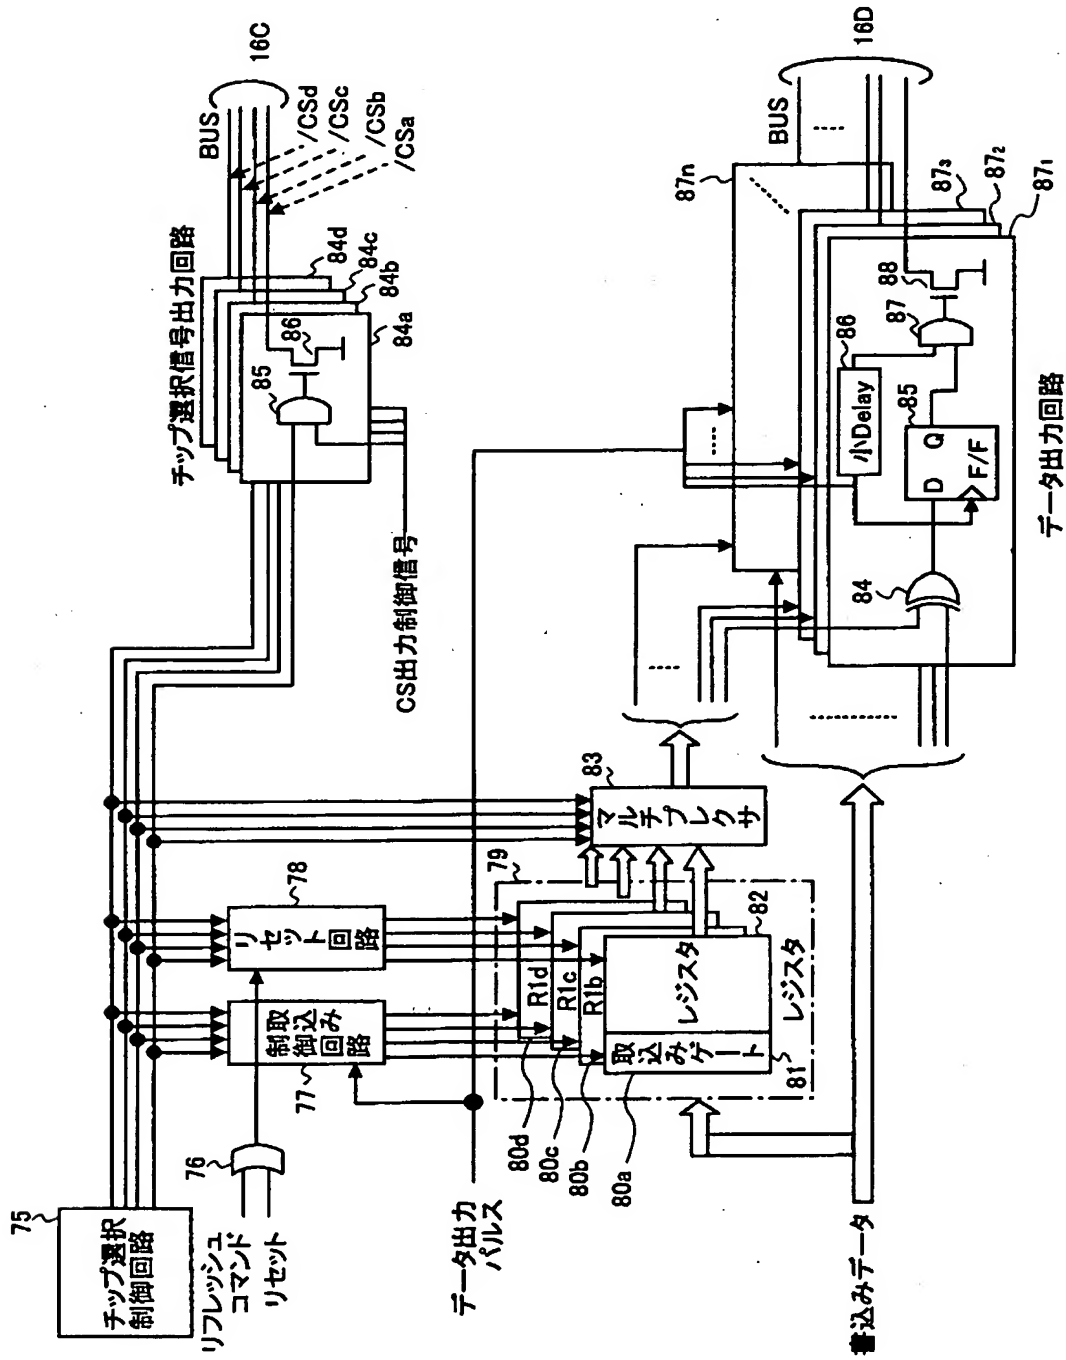 75
チップ選択
制御回路
リフレッシュ
コマンド
リセット
76
取込み
制御
回路
77
リセット回路
78
データ出力
パルス
79
80d
80c
80b
80a
R1d
R1c
R1b
取込みゲート
81
レジスタ
82
レジスタ
マルチプレクサ
83
書込みデータ
チップ選択信号出力回路
84d
84c
84b
84a
85
86
CS出力制御信号
BUS
16C
/CSd
/CSc
/CSb
/CSa
87n
BUS
16D
87₃
87₂
87₁
84
小Delay
86
85
D
Q
F/F
87
88
データ出力回路